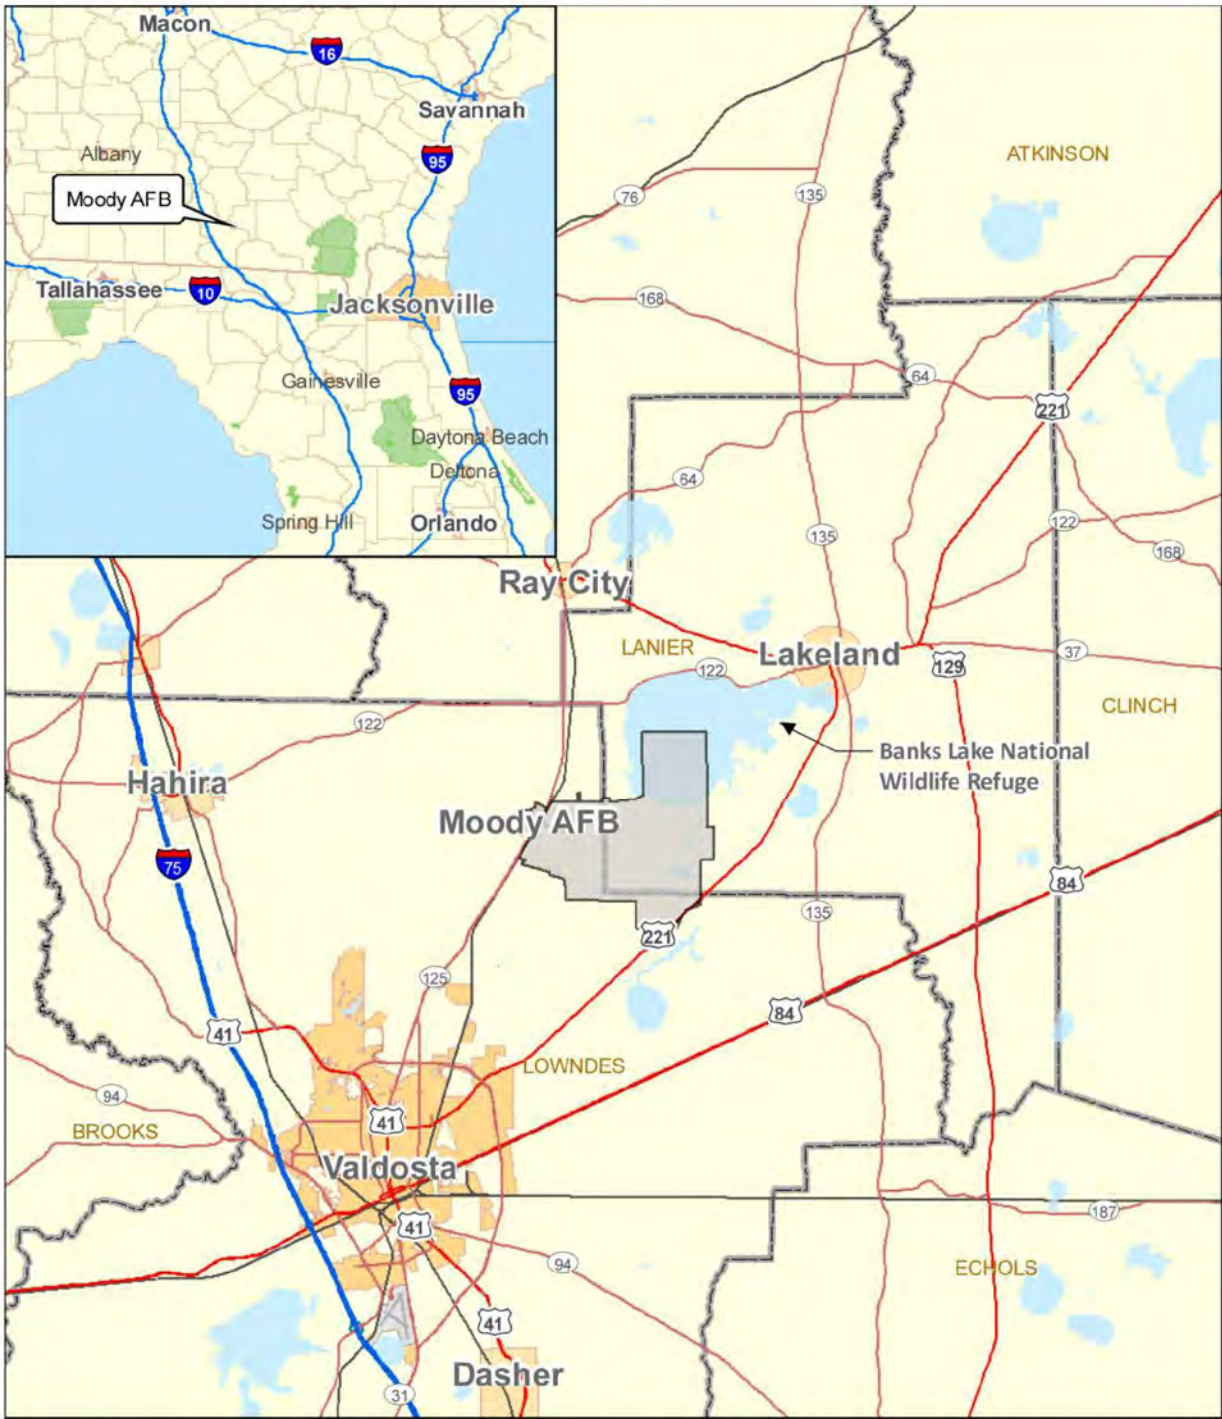 Macon
16
Savannah
95
Albany
Moody AFB
Tallahassee
10
Jacksonville
Gainesville
95
Daytona Beach
Deltona
Spring Hill
Orlando
ATKINSON
76
135
168
64
221
64
122
135
168
Ray City
LANIER
Lakeland
122
129
37
CLINCH
122
Banks Lake National
Wildlife Refuge
Hahira
Moody AFB
75
84
135
221
125
84
41
LOWNDES
94
41
BROOKS
Valdosta
187
41
94
ECHOLS
41
Dasher
31